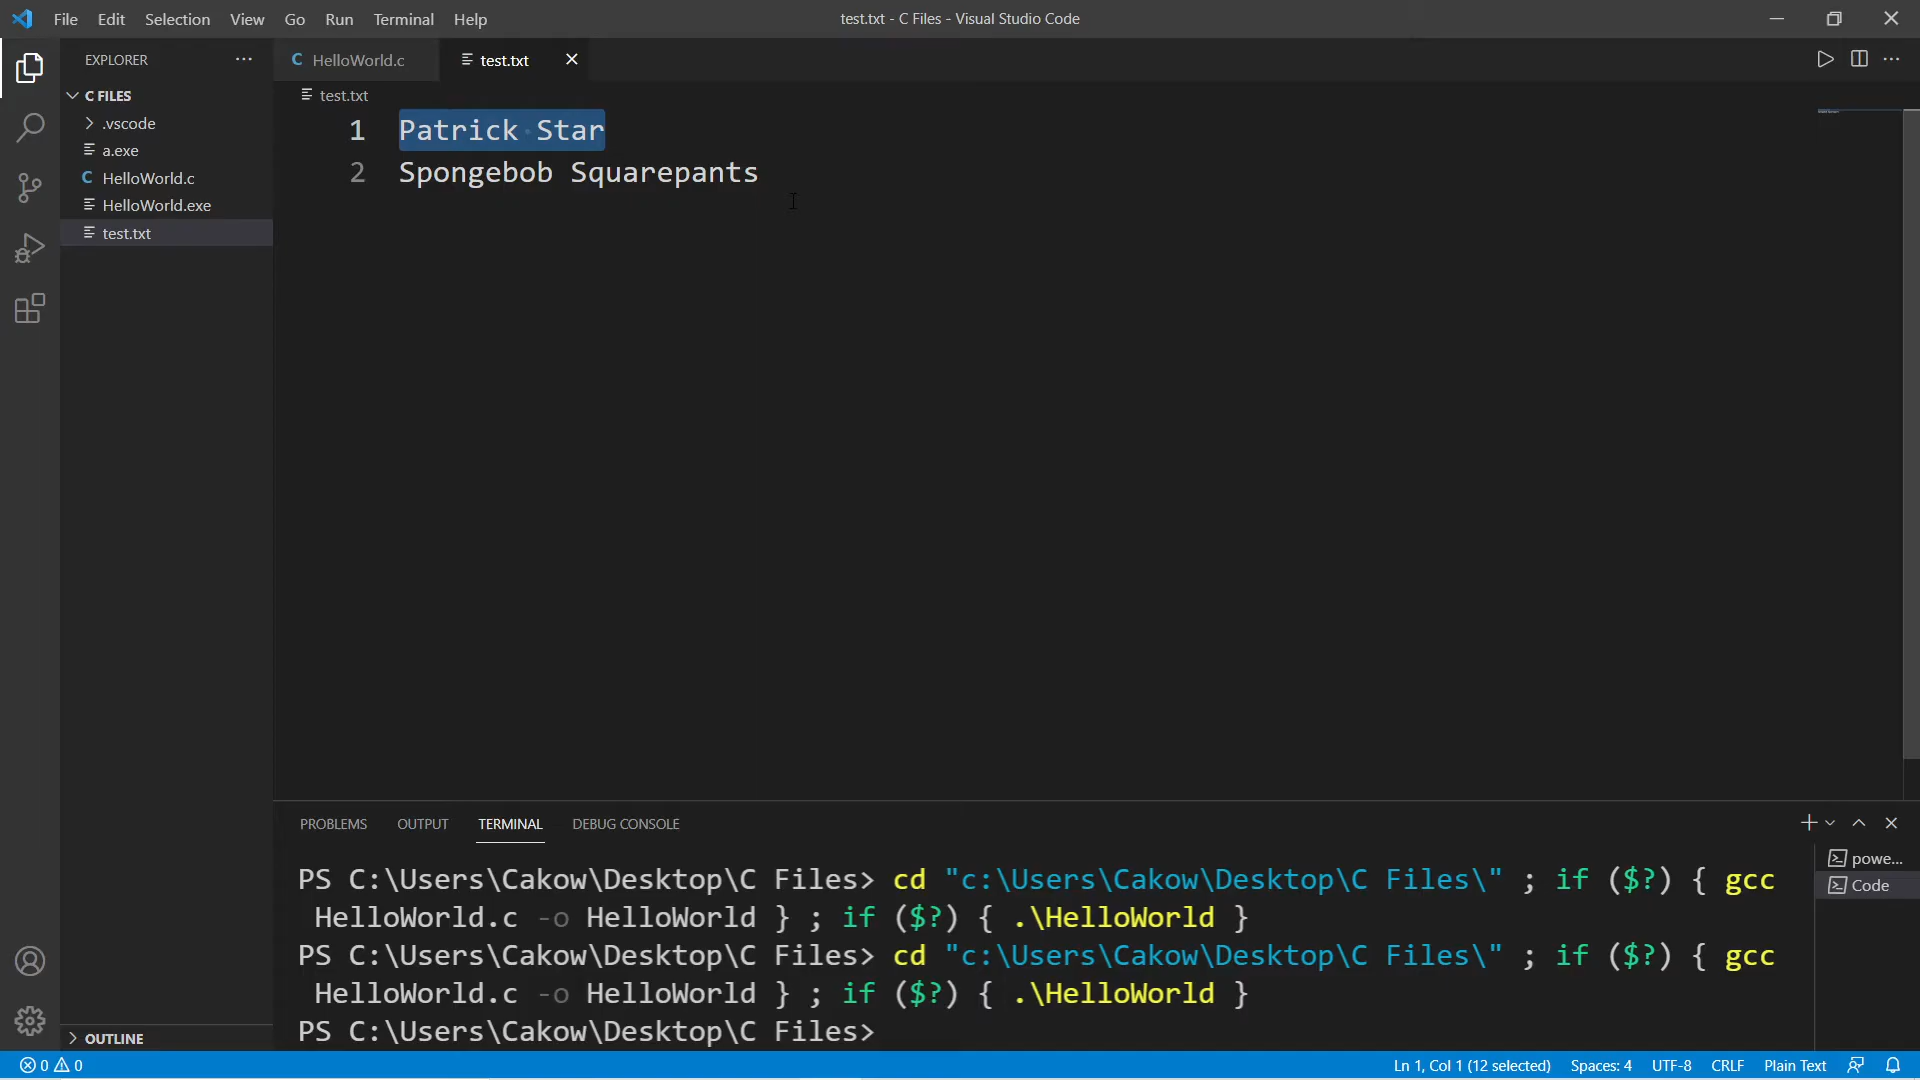 File Edit Selection View Go Run Terminal Help
test.txt - C Files - Visual Studio Code
EXPLORER ···
C FILES
.vscode
a.exe
C HelloWorld.c
HelloWorld.exe
test.txt
OUTLINE
C HelloWorld.c
test.txt
test.txt
1 Patrick Star
2 Spongebob Squarepants
PROBLEMS OUTPUT TERMINAL DEBUG CONSOLE
PS C:\Users\Cakow\Desktop\C Files> cd "c:\Users\Cakow\Desktop\C Files\" ; if ($?) { gcc
HelloWorld.c -o HelloWorld } ; if ($?) { .\HelloWorld }
PS C:\Users\Cakow\Desktop\C Files> cd "c:\Users\Cakow\Desktop\C Files\" ; if ($?) { gcc
HelloWorld.c -o HelloWorld } ; if ($?) { .\HelloWorld }
PS C:\Users\Cakow\Desktop\C Files>
powe...
Code
0 0
Ln 1, Col 1 (12 selected) Spaces: 4 UTF-8 CRLF Plain Text